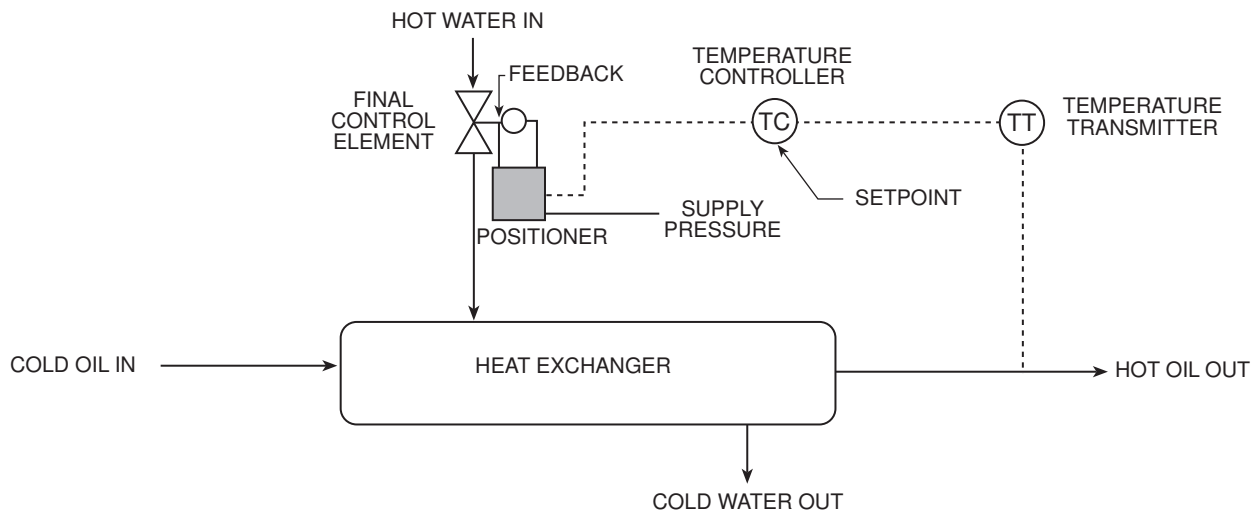 HOT WATER IN
FEEDBACK
TEMPERATURE
CONTROLLER
FINAL
CONTROL
ELEMENT
TC
TT
TEMPERATURE
TRANSMITTER
SETPOINT
SUPPLY
PRESSURE
POSITIONER
COLD OIL IN
HEAT EXCHANGER
HOT OIL OUT
COLD WATER OUT